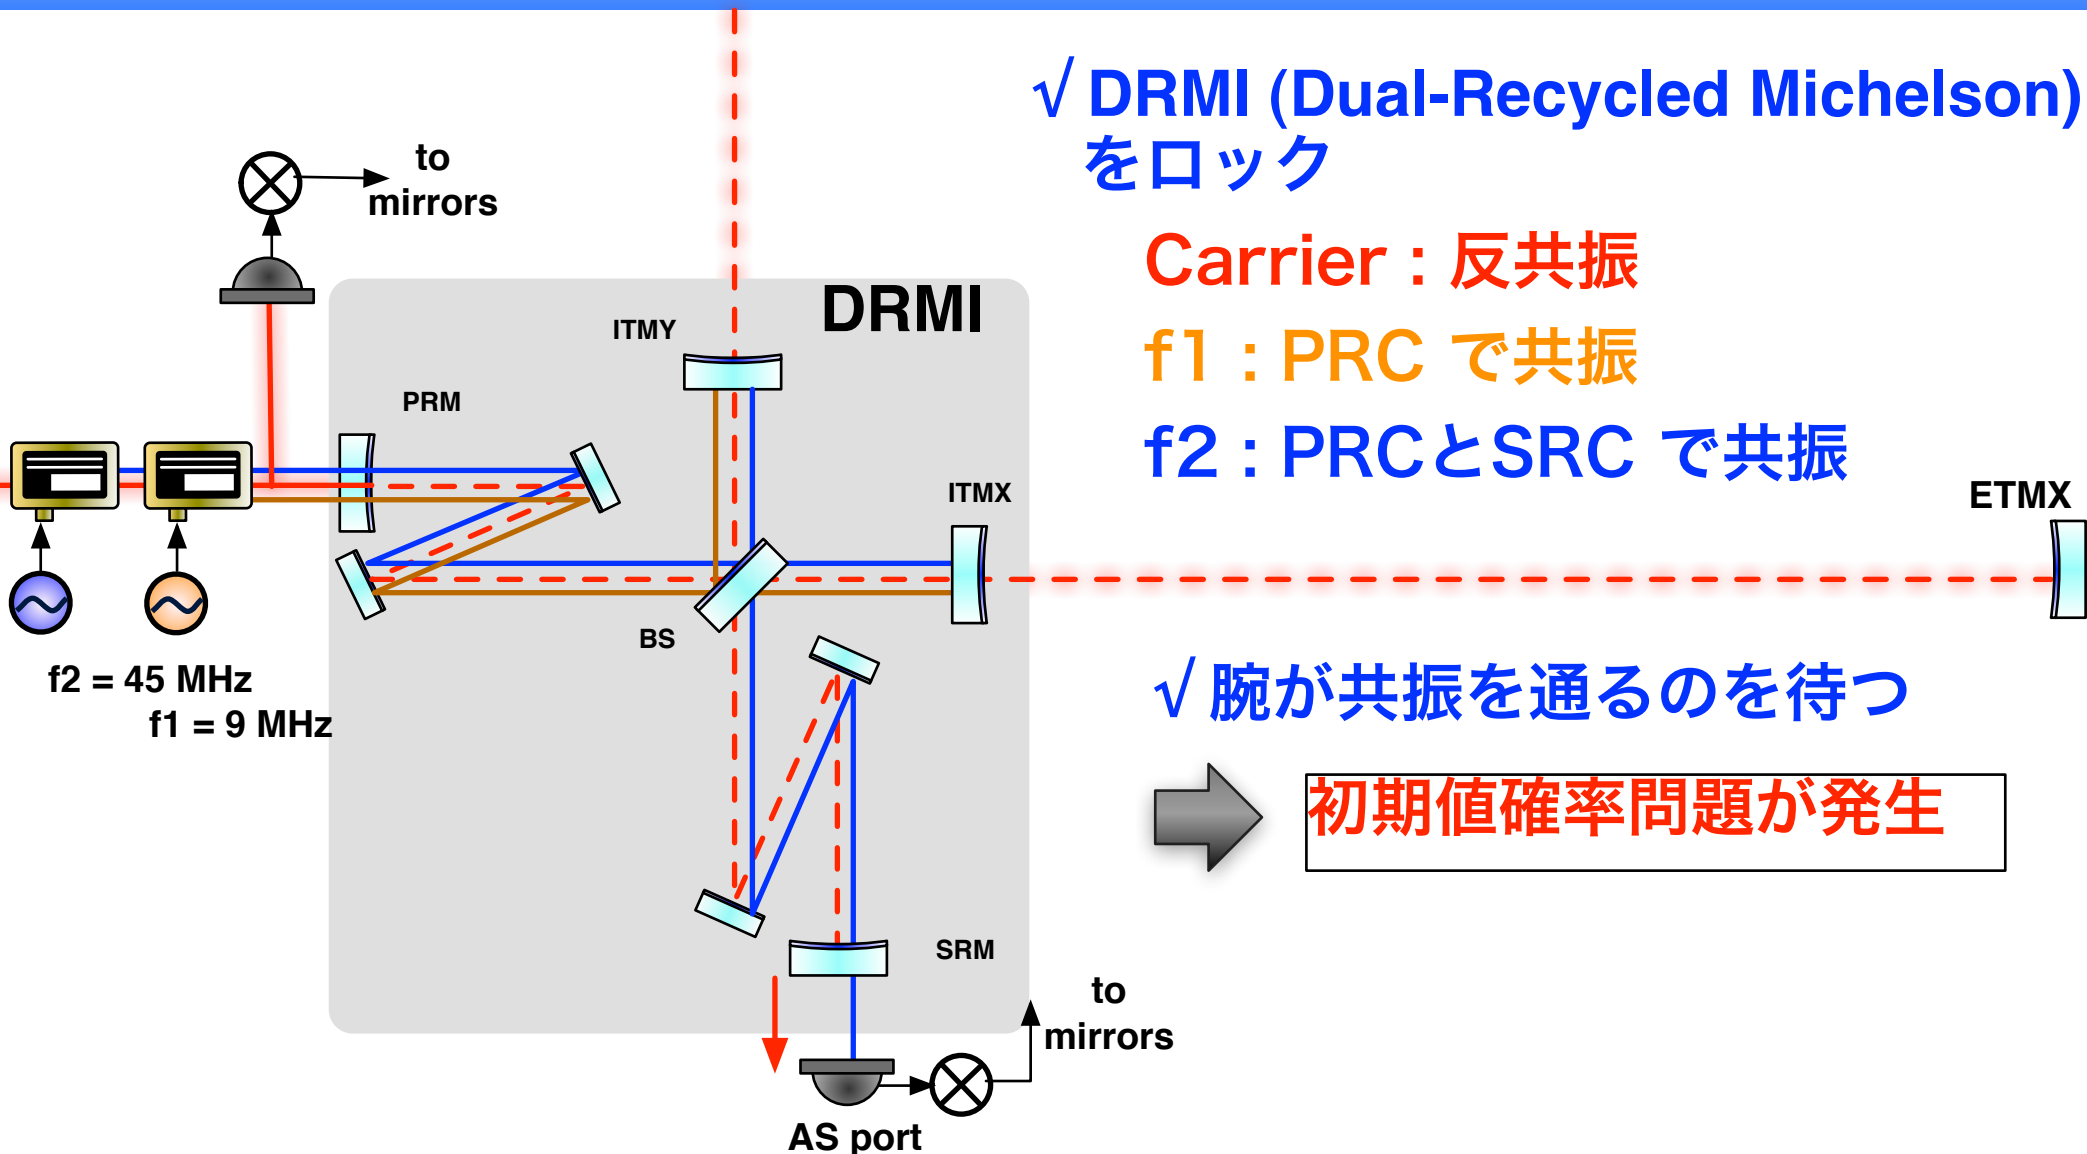 √ DRMI (Dual-Recycled Michelson)
をロック
Carrier : 反共振
f1 : PRC で共振
f2 : PRCとSRC で共振
to
mirrors
DRMI
ITMY
PRM
ITMX
ETMX
BS
f2 = 45 MHz
f1 = 9 MHz
√ 腕が共振を通るのを待つ
初期値確率問題が発生
SRM
to
mirrors
AS port